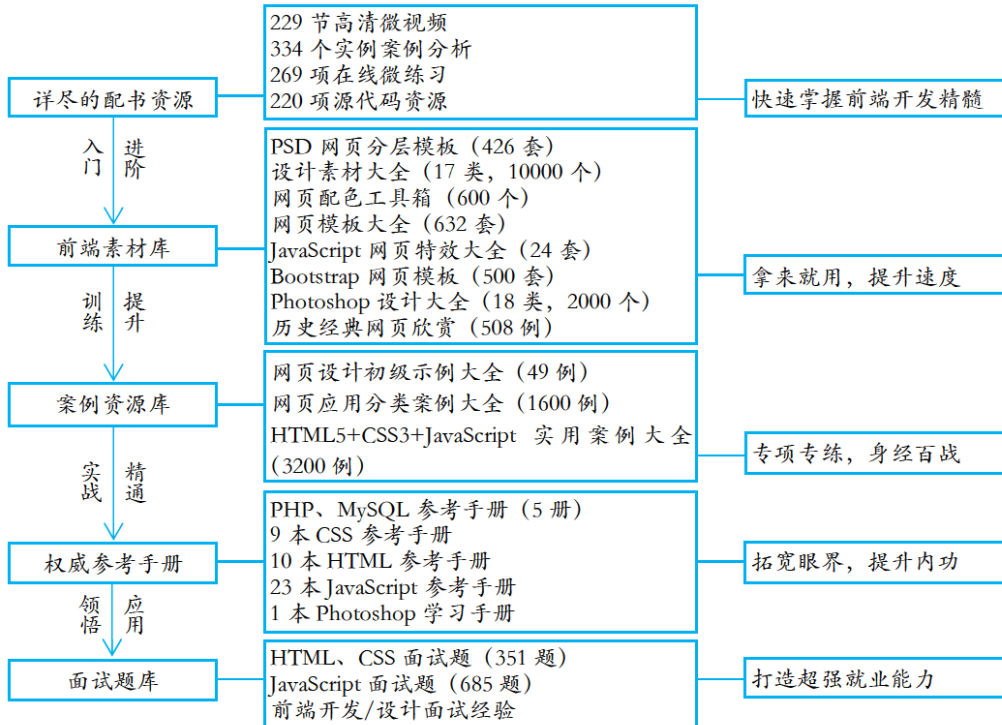 229 节高清微视频
334 个实例案例分析
269 项在线微练习
220 项源代码资源
详尽的配书资源
快速掌握前端开发精髓
入门
进阶
PSD 网页分层模板（426 套）
设计素材大全（17 类，10000 个）
网页配色工具箱（600 个）
网页模板大全（632 套）
JavaScript 网页特效大全（24 套）
Bootstrap 网页模板（500 套）
Photoshop 设计大全（18 类，2000 个）
历史经典网页欣赏（508 例）
前端素材库
拿来就用，提升速度
训练
提升
网页设计初级示例大全（49 例）
网页应用分类案例大全（1600 例）
HTML5+CSS3+JavaScript 实用案例大全
（3200 例）
案例资源库
专项专练，身经百战
实战
精通
PHP、MySQL 参考手册（5 册）
9 本 CSS 参考手册
10 本 HTML 参考手册
23 本 JavaScript 参考手册
1 本 Photoshop 学习手册
权威参考手册
拓宽眼界，提升内功
领悟
应用
HTML、CSS 面试题（351 题）
JavaScript 面试题（685 题）
前端开发/设计面试经验
面试题库
打造超强就业能力